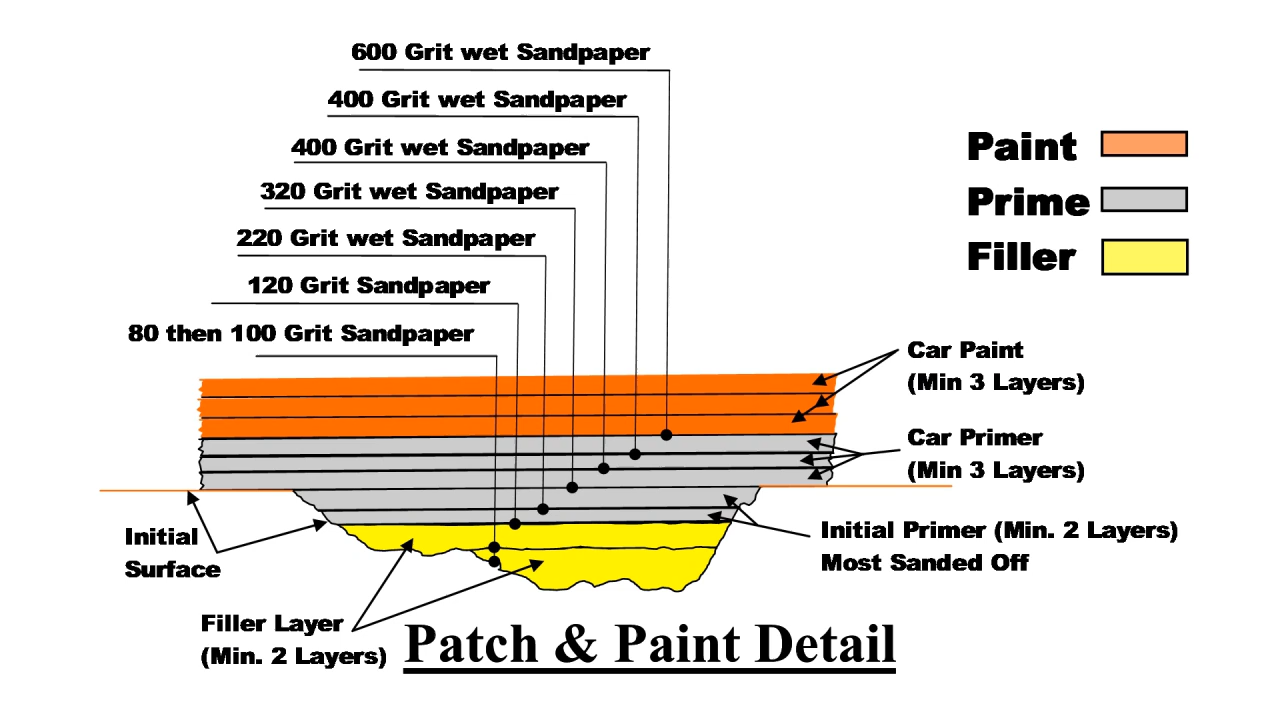 600 Grit wet Sandpaper
400 Grit wet Sandpaper
400 Grit wet Sandpaper
320 Grit wet Sandpaper
220 Grit wet Sandpaper
120 Grit Sandpaper
80 then 100 Grit Sandpaper
Paint
Prime
Filler
Car Paint
(Min 3 Layers)
Car Primer
(Min 3 Layers)
Initial Primer (Min. 2 Layers)
Most Sanded Off
Initial
Surface
Filler Layer
(Min. 2 Layers)
Patch & Paint Detail